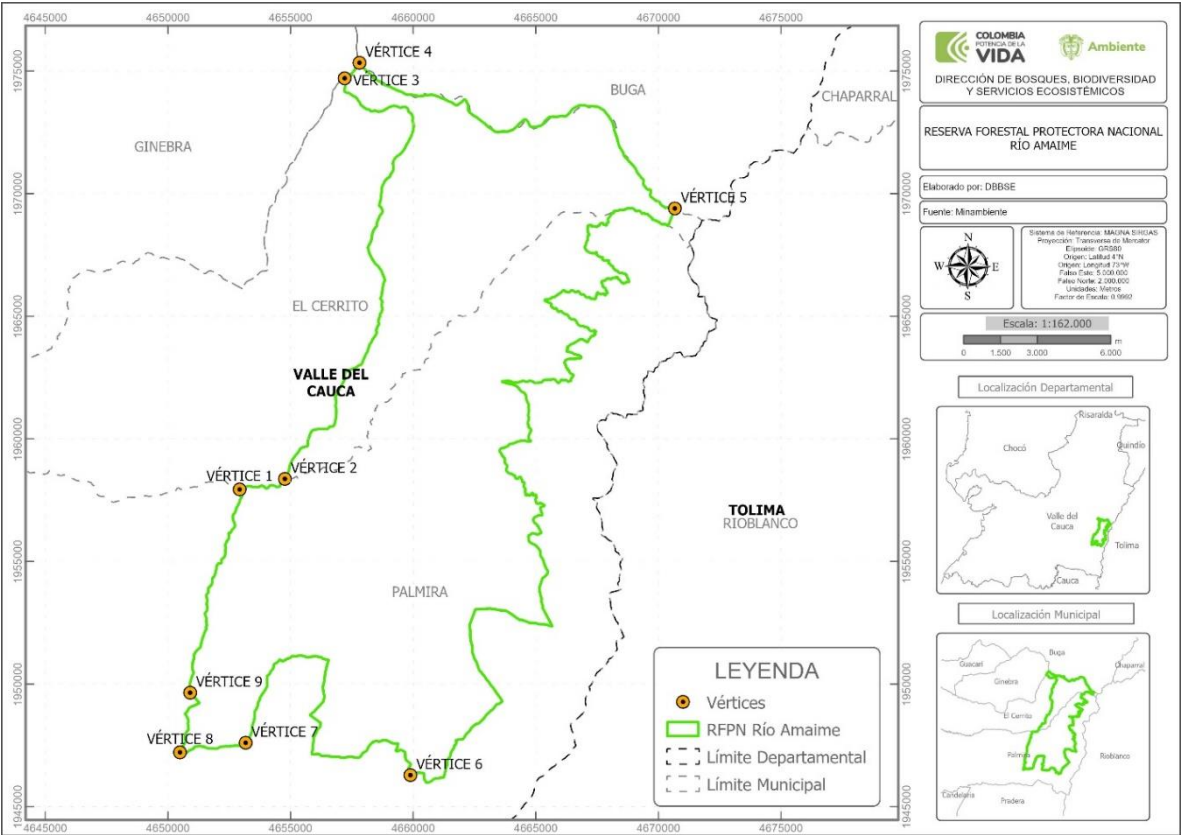 4645000
4650000
4655000
4660000
4665000
4670000
4675000
1975000
1970000
1965000
1960000
1955000
1950000
1945000
VÉRTICE 4
VÉRTICE 3
BUGA
CHAPARRAL
GINEBRA
VÉRTICE 5
EL CERRITO
VALLE DEL
CAUCA
VÉRTICE 1
VÉRTICE 2
TOLIMA
RIOBLANCO
PALMIRA
VÉRTICE 9
VÉRTICE 8
VÉRTICE 7
VÉRTICE 6
LEYENDA
Vértices
RFPN Río Amaime
Límite Departamental
Límite Municipal
1975000
1970000
1965000
1960000
1955000
1950000
1945000
4645000
4650000
4655000
4660000
4665000
4670000
4675000
COLOMBIA
POTENCIA DE LA
VIDA
Ambiente
DIRECCIÓN DE BOSQUES, BIODIVERSIDAD
Y SERVICIOS ECOSISTÉMICOS
RESERVA FORESTAL PROTECTORA NACIONAL
RÍO AMAIME
Elaborado por: DBBSE
Fuente: Minambiente
N
W
E
S
Sistema de Referencia: MAGNA SIRGAS
Proyección: Transversa de Mercator
Elipsoide: GRS80
Origen: Latitud 4°N
Origen: Longitud 73°W
Falso Este: 5.000.000
Falso Norte: 2.000.000
Unidades: Metros
Factor de Escala: 0.9992
Escala: 1:162.000
m
0
1.500
3.000
6.000
Localización Departamental
Risaralda
Chocó
Quindío
Valle del
Cauca
Tolima
Cauca
Localización Municipal
Buga
Guacarí
Chaparral
Ginebra
El Cerrito
Palmira
Rioblanco
Candelaria
Pradera